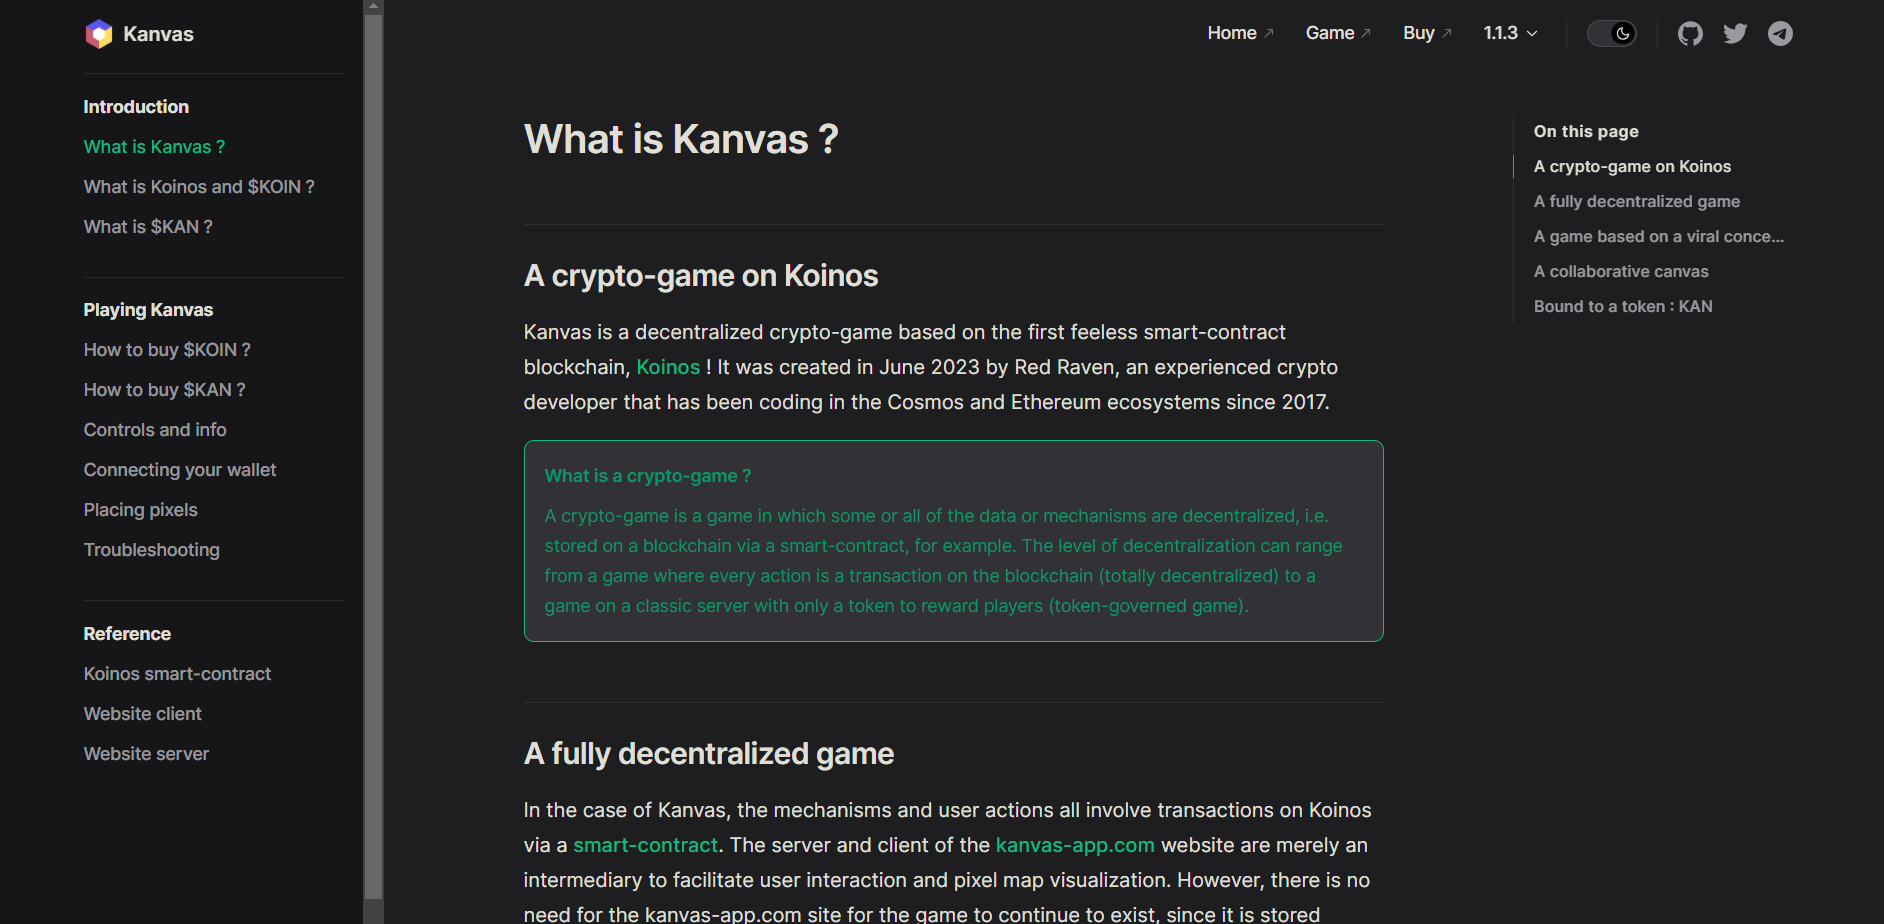 Kanvas
Introduction
What is Kanvas ?
What is Koinos and $KOIN ?
What is $KAN ?
Playing Kanvas
How to buy $KOIN ?
How to buy $KAN ?
Controls and info
Connecting your wallet
Placing pixels
Troubleshooting
Reference
Koinos smart-contract
Website client
Website server
Home
Game
Buy
1.1.3
What is Kanvas ?
A crypto-game on Koinos
Kanvas is a decentralized crypto-game based on the first feeless smart-contract
blockchain, Koinos ! It was created in June 2023 by Red Raven, an experienced crypto
developer that has been coding in the Cosmos and Ethereum ecosystems since 2017.
What is a crypto-game ?
A crypto-game is a game in which some or all of the data or mechanisms are decentralized, i.e.
stored on a blockchain via a smart-contract, for example. The level of decentralization can range
from a game where every action is a transaction on the blockchain (totally decentralized) to a
game on a classic server with only a token to reward players (token-governed game).
A fully decentralized game
In the case of Kanvas, the mechanisms and user actions all involve transactions on Koinos
via a smart-contract. The server and client of the kanvas-app.com website are merely an
intermediary to facilitate user interaction and pixel map visualization. However, there is no
need for the kanvas-app.com site for the game to continue to exist, since it is stored
On this page
A crypto-game on Koinos
A fully decentralized game
A game based on a viral conce...
A collaborative canvas
Bound to a token : KAN